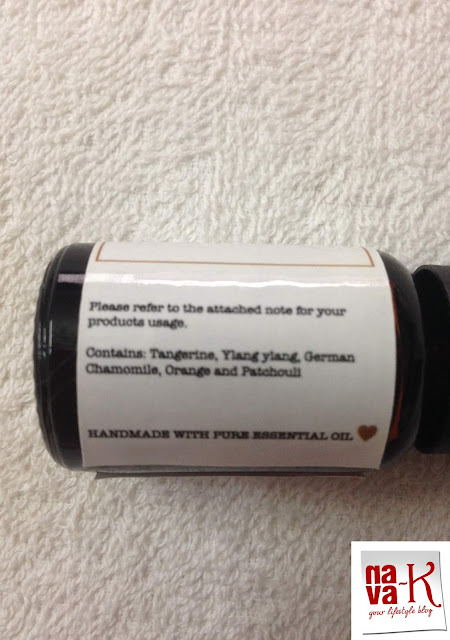 Please refer to the attached note for your
products usage.
Contains: Tangerine, Ylang ylang, German
Chamomile, Orange and Patchouli
HANDMADE WITH PURE ESSENTIAL OIL
na
va-K
your lifestyle blog